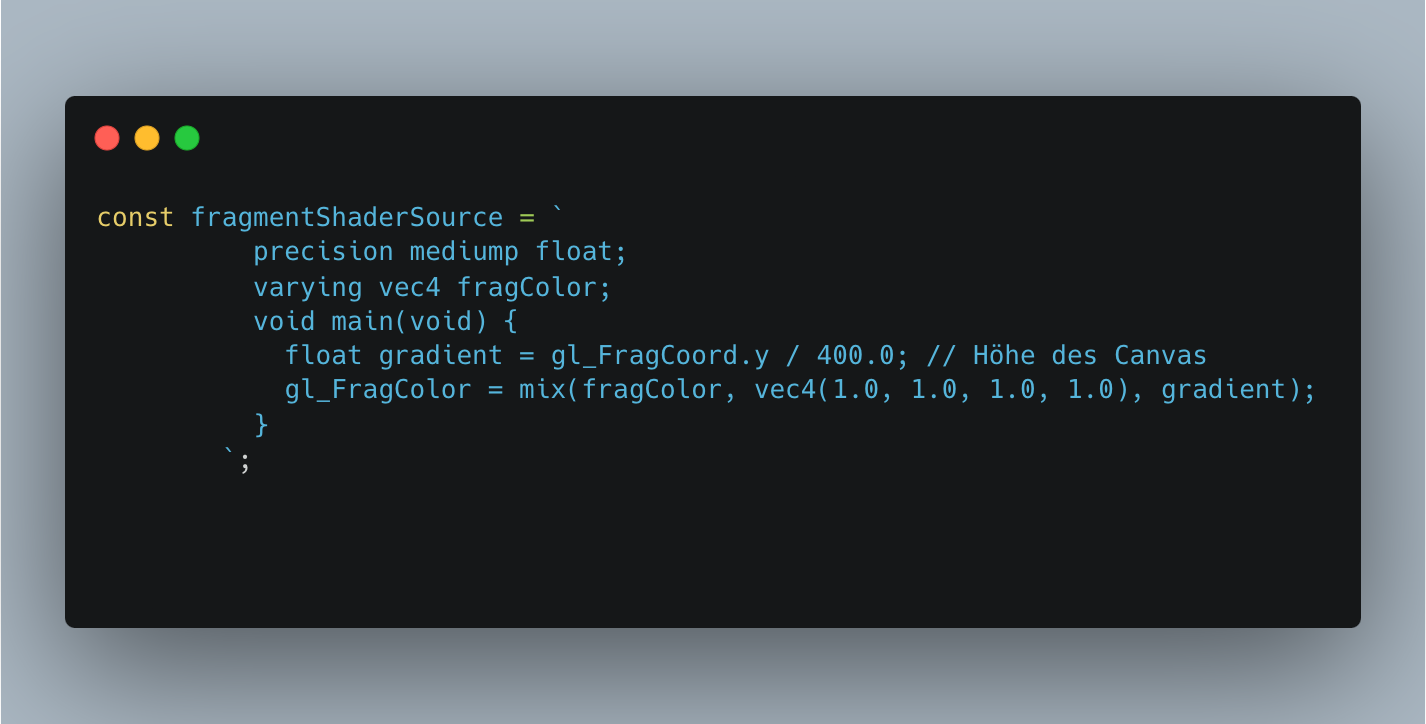 const fragmentShaderSource = `
          precision mediump float;
          varying vec4 fragColor;
          void main(void) {
            float gradient = gl_FragCoord.y / 400.0; // Höhe des Canvas
            gl_FragColor = mix(fragColor, vec4(1.0, 1.0, 1.0, 1.0), gradient);
          }
        `;